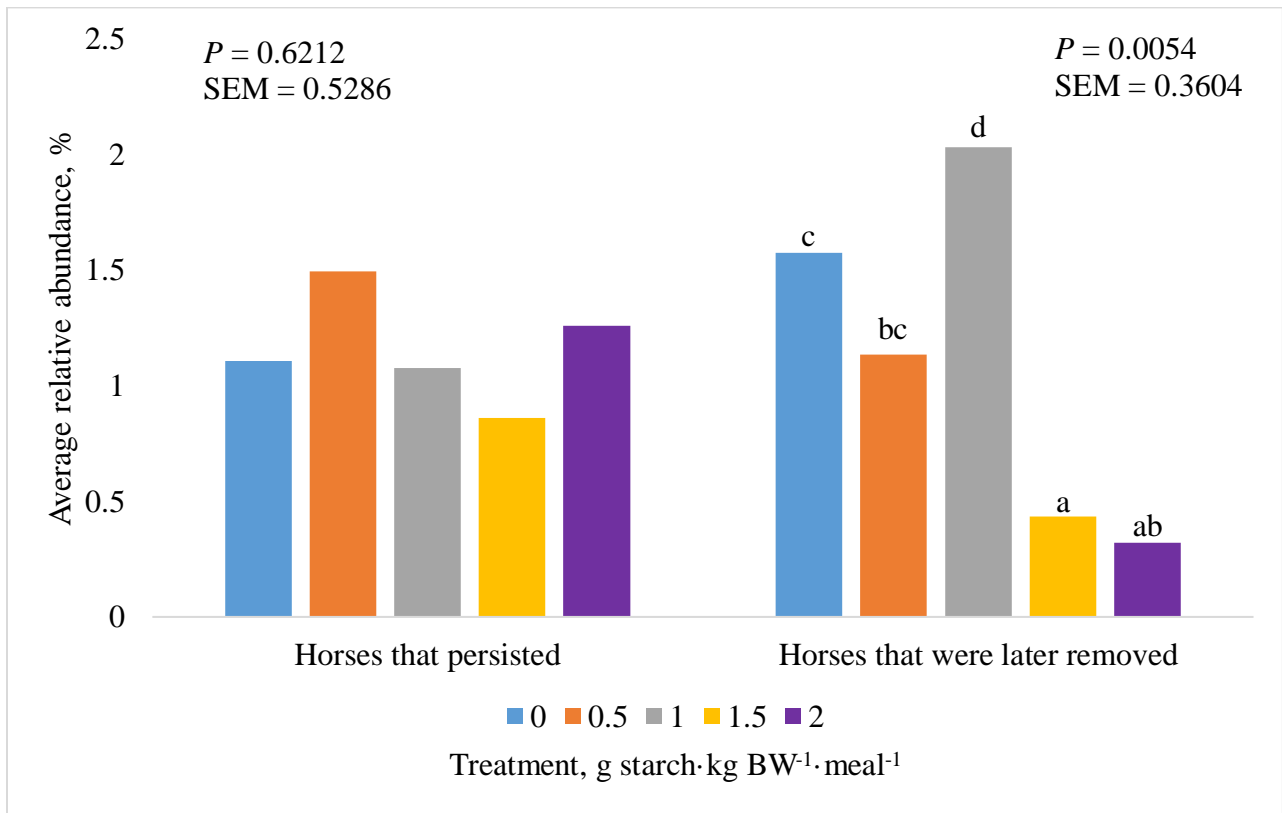 2.5
P = 0.6212
SEM = 0.5286
P = 0.0054
SEM = 0.3604
Average relative abundance, %
2
1.5
1
0.5
0
c
bc
d
a
ab
Horses that persisted
Horses that were later removed
0 0.5 1 1.5 2
Treatment, g starch·kg BW⁻¹·meal⁻¹